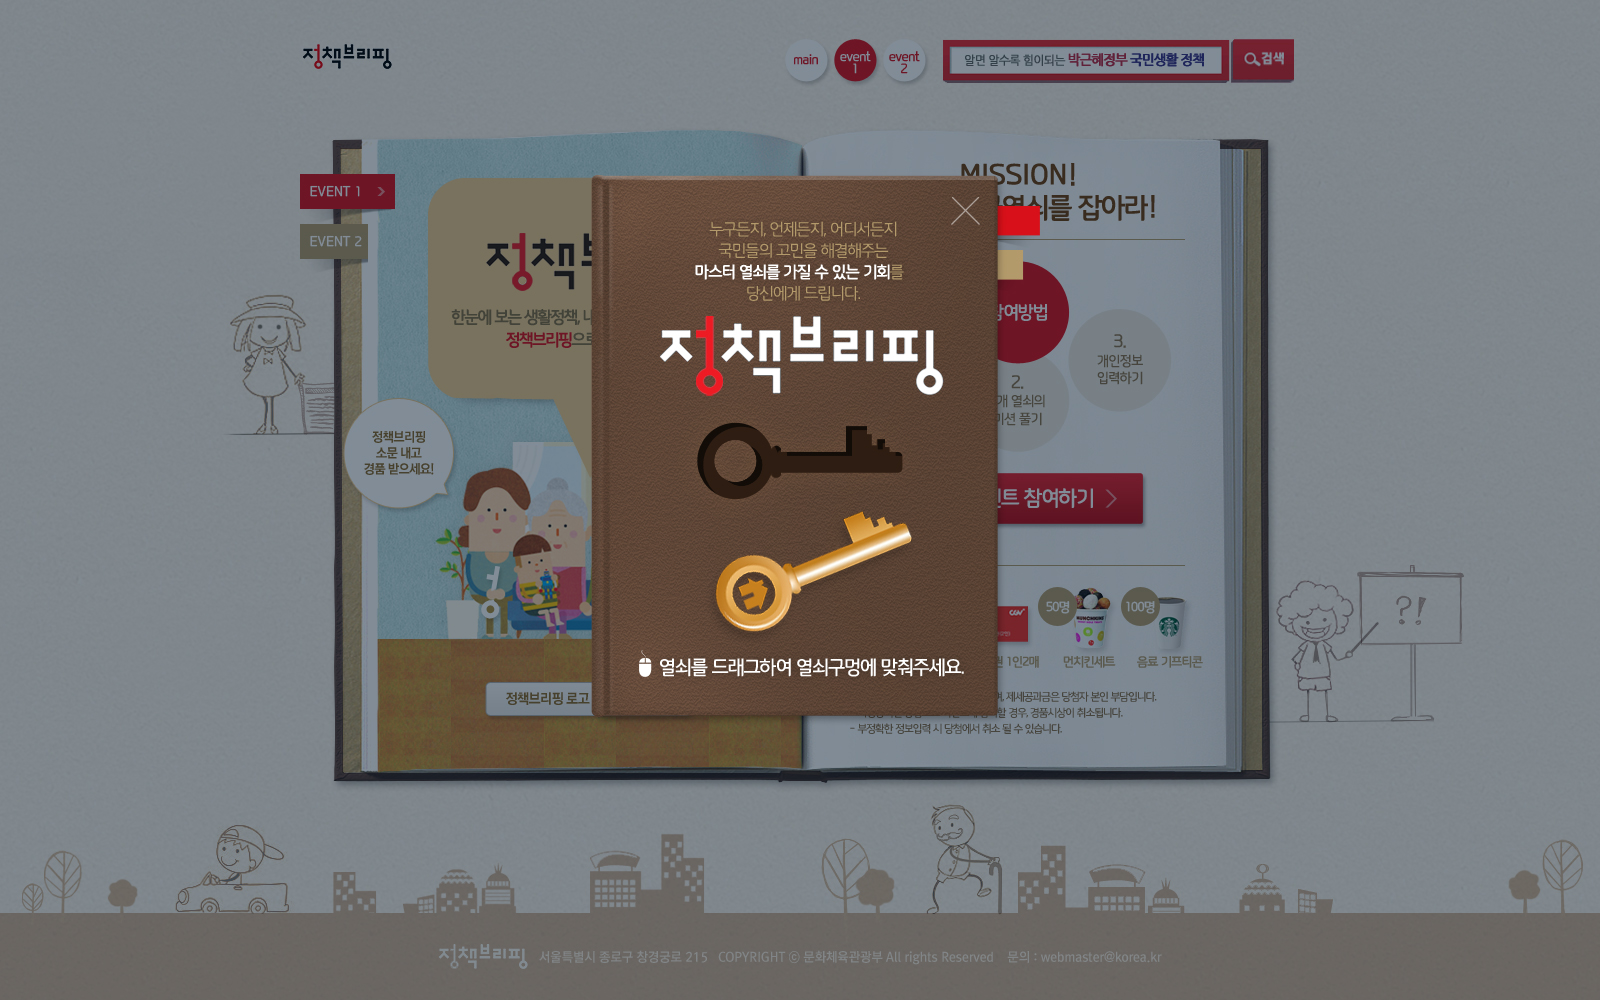 정책브리핑
main
event
1
event
2
알면 알수록 힘이되는 박근혜정부 국민생활 정책
검색
EVENT 1
EVENT 2
한눈에 보는 생활정책,
정책브리핑으
정책브리핑
소문 내고
경품 받으세요!
정책브리핑 로고
누구든지, 언제든지, 어디서든지
국민들의 고민을 해결해주는
마스터 열쇠를 가질 수 있는 기회를
당신에게 드립니다.
정책브리핑
열쇠를 드래그하여 열쇠구멍에 맞춰주세요.
MISSION!
열쇠를 잡아라!
참여방법
2.
개 열쇠의
미션 풀기
3.
개인정보
입력하기
참여하기
CGV
50명
100명
1인2매
먼치킨세트
음료 기프티콘
제세공과금은 당첨자 본인 부담입니다.
경우, 경품시상이 취소됩니다.
- 부정확한 정보입력 시 당첨에서 취소 될 수 있습니다.
?!
정책브리핑 서울특별시 종로구 창경궁로 215 COPYRIGHT ⓒ 문화체육관광부 All rights Reserved 문의 : webmaster@korea.kr